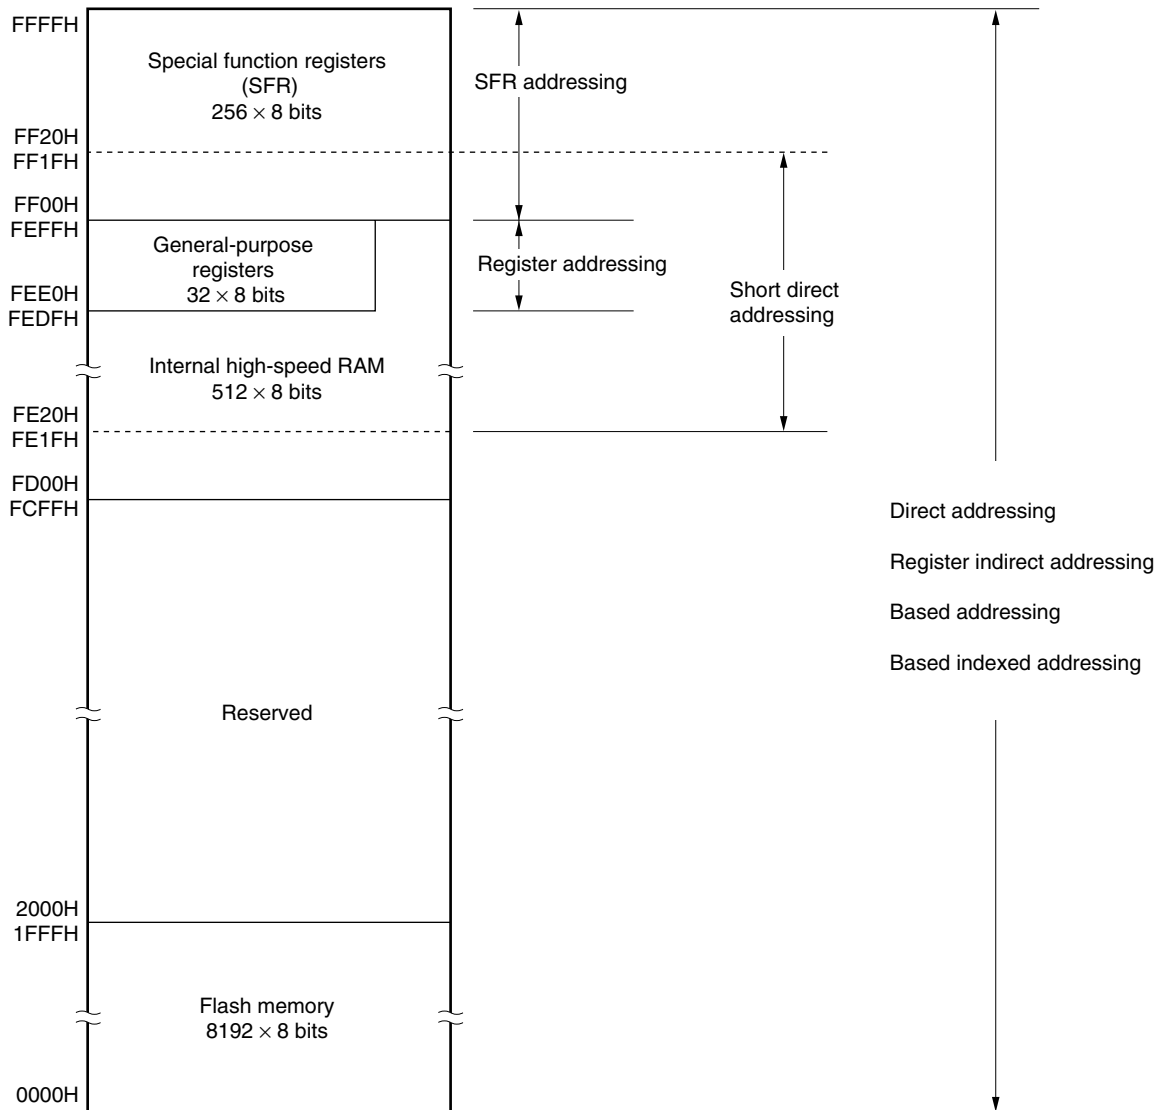 FFFFH
Special function registers
(SFR)
256 × 8 bits
SFR addressing
FF20H
FF1FH
FF00H
FEFFH
General-purpose
registers
32 × 8 bits
Register addressing
Short direct
addressing
FEE0H
FEDFH
Internal high-speed RAM
512 × 8 bits
FE20H
FE1FH
FD00H
FCFFH
Direct addressing
Register indirect addressing
Based addressing
Based indexed addressing
Reserved
2000H
1FFFH
Flash memory
8192 × 8 bits
0000H